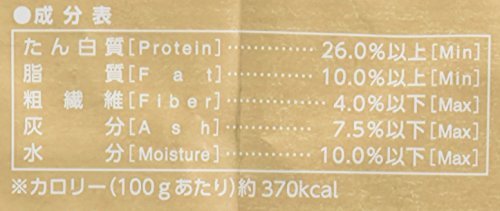 ●成分表
たん白質[Protein]…………26.0%以上[Min]
脂質[Fat]…………10.0%以上[Min]
粗繊維[Fiber]…………4.0%以下[Max]
灰分[Ash]…………7.5%以下[Max]
水分[Moisture]…………10.0%以下[Max]
※カロリー(100gあたり)約370kcal